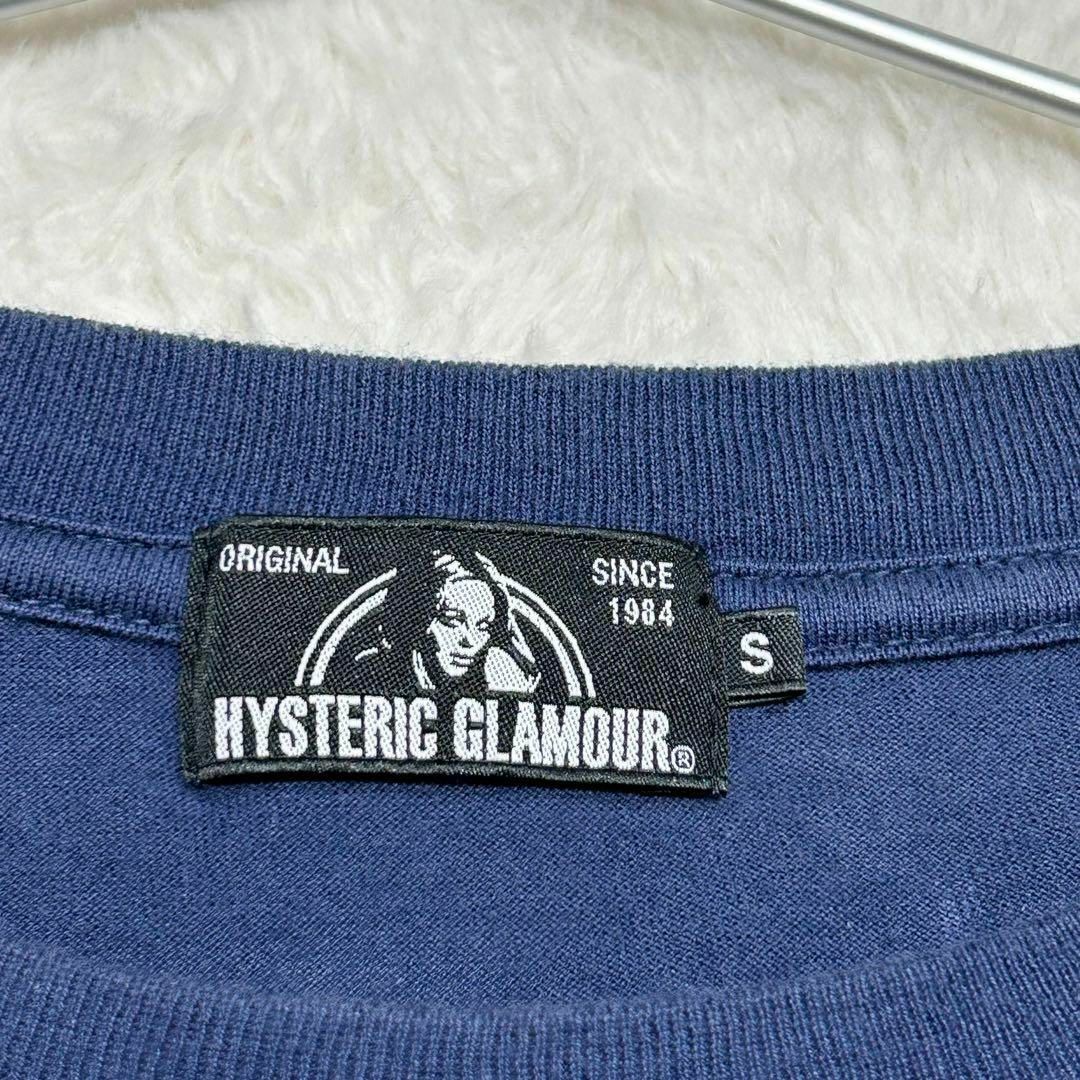 ORIGINAL
SINCE
1984
HYSTERIC GLAMOUR®
S